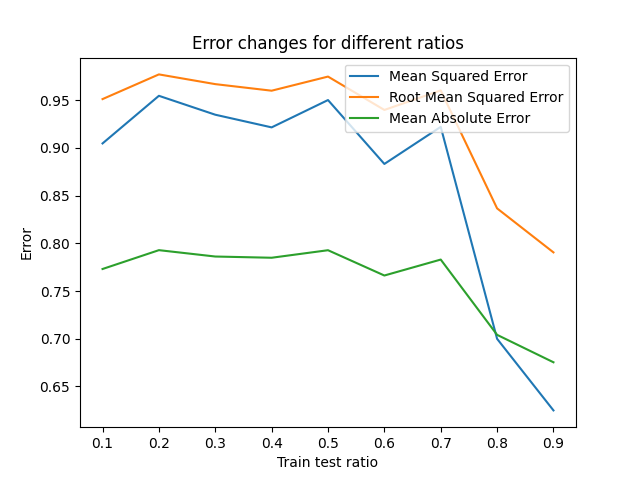 Error changes for different ratios
Mean Squared Error
Root Mean Squared Error
Mean Absolute Error
0.95
0.90
0.85
0.80
0.75
0.70
0.65
Error
0.1 0.2 0.3 0.4 0.5 0.6 0.7 0.8 0.9
Train test ratio